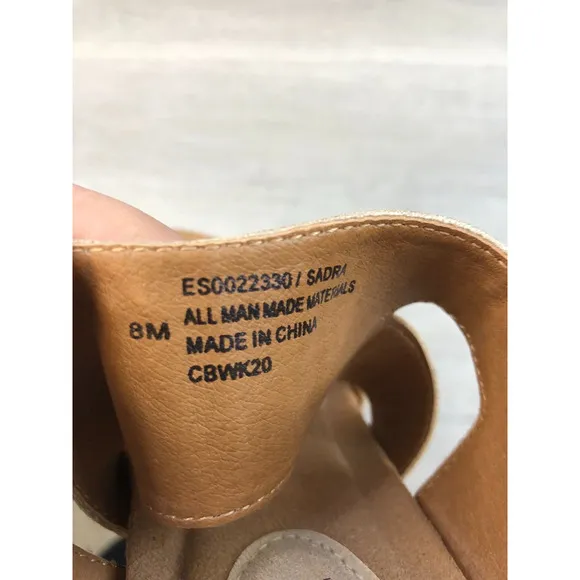 ES0022330 / SADRA
8M ALL MAN MADE MATERIALS
MADE IN CHINA
CBWK20